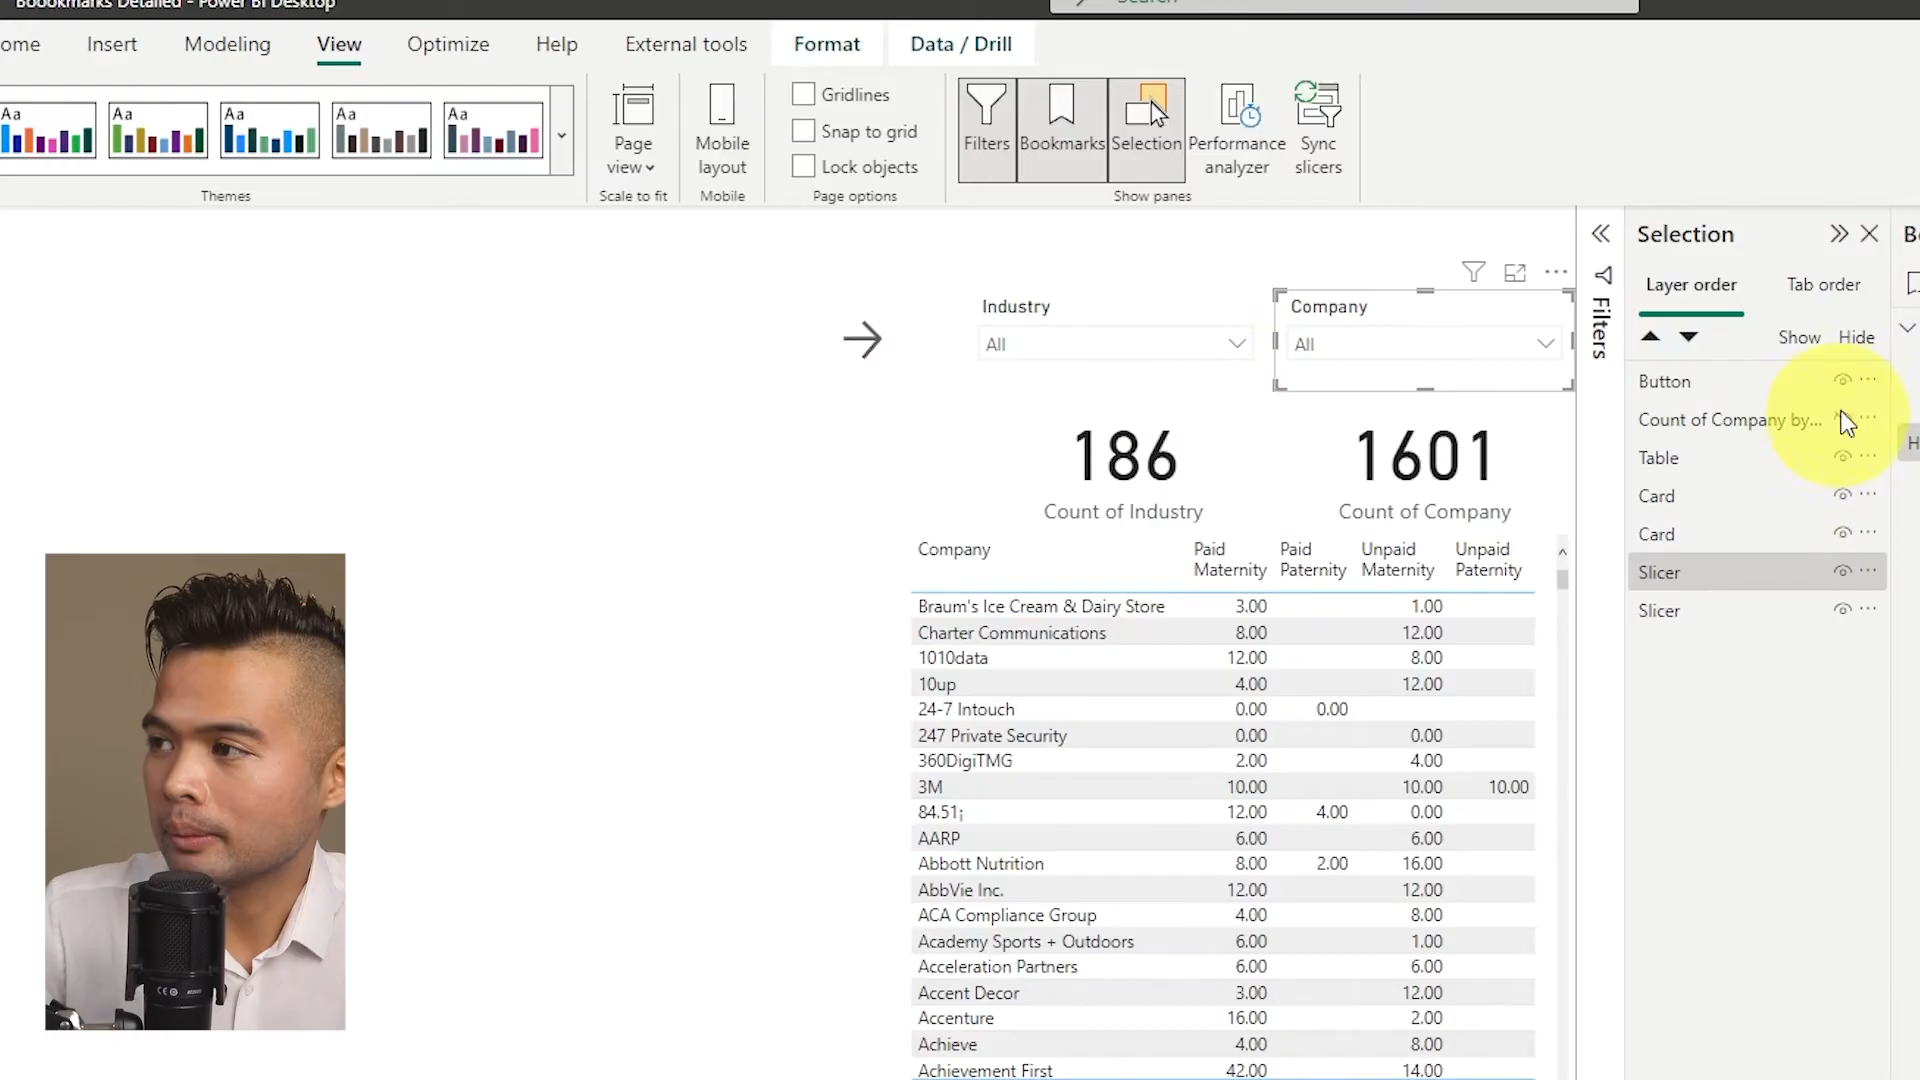 Boookmarks Detailed - Power BI Desktop
Search
ome
Insert
Modeling
View
Optimize
Help
External tools
Format
Data / Drill
Aa
Aa
Aa
Aa
Aa
Themes
Page view
Scale to fit
Mobile layout
Mobile
Gridlines
Snap to grid
Lock objects
Page options
Filters
Bookmarks
Selection
Performance analyzer
Sync slicers
Show panes
Industry
All
Company
All
186
Count of Industry
1601
Count of Company
Company Paid Maternity Paid Paternity Unpaid Maternity Unpaid Paternity
Braum's Ice Cream & Dairy Store 3.00 1.00
Charter Communications 8.00 12.00
1010data 12.00 8.00
10up 4.00 12.00
24-7 Intouch 0.00 0.00
247 Private Security 0.00 0.00
360DigiTMG 2.00 4.00
3M 10.00 10.00 10.00
84.51¡ 12.00 4.00 0.00
AARP 6.00 6.00
Abbott Nutrition 8.00 2.00 16.00
AbbVie Inc. 12.00 12.00
ACA Compliance Group 4.00 8.00
Academy Sports + Outdoors 6.00 1.00
Acceleration Partners 6.00 6.00
Accent Decor 3.00 12.00
Accenture 16.00 2.00
Achieve 4.00 8.00
Achievement First 42.00 14.00
Filters
Selection
Layer order
Tab order
Show
Hide
Button
Count of Company by...
Table
Card
Card
Slicer
Slicer